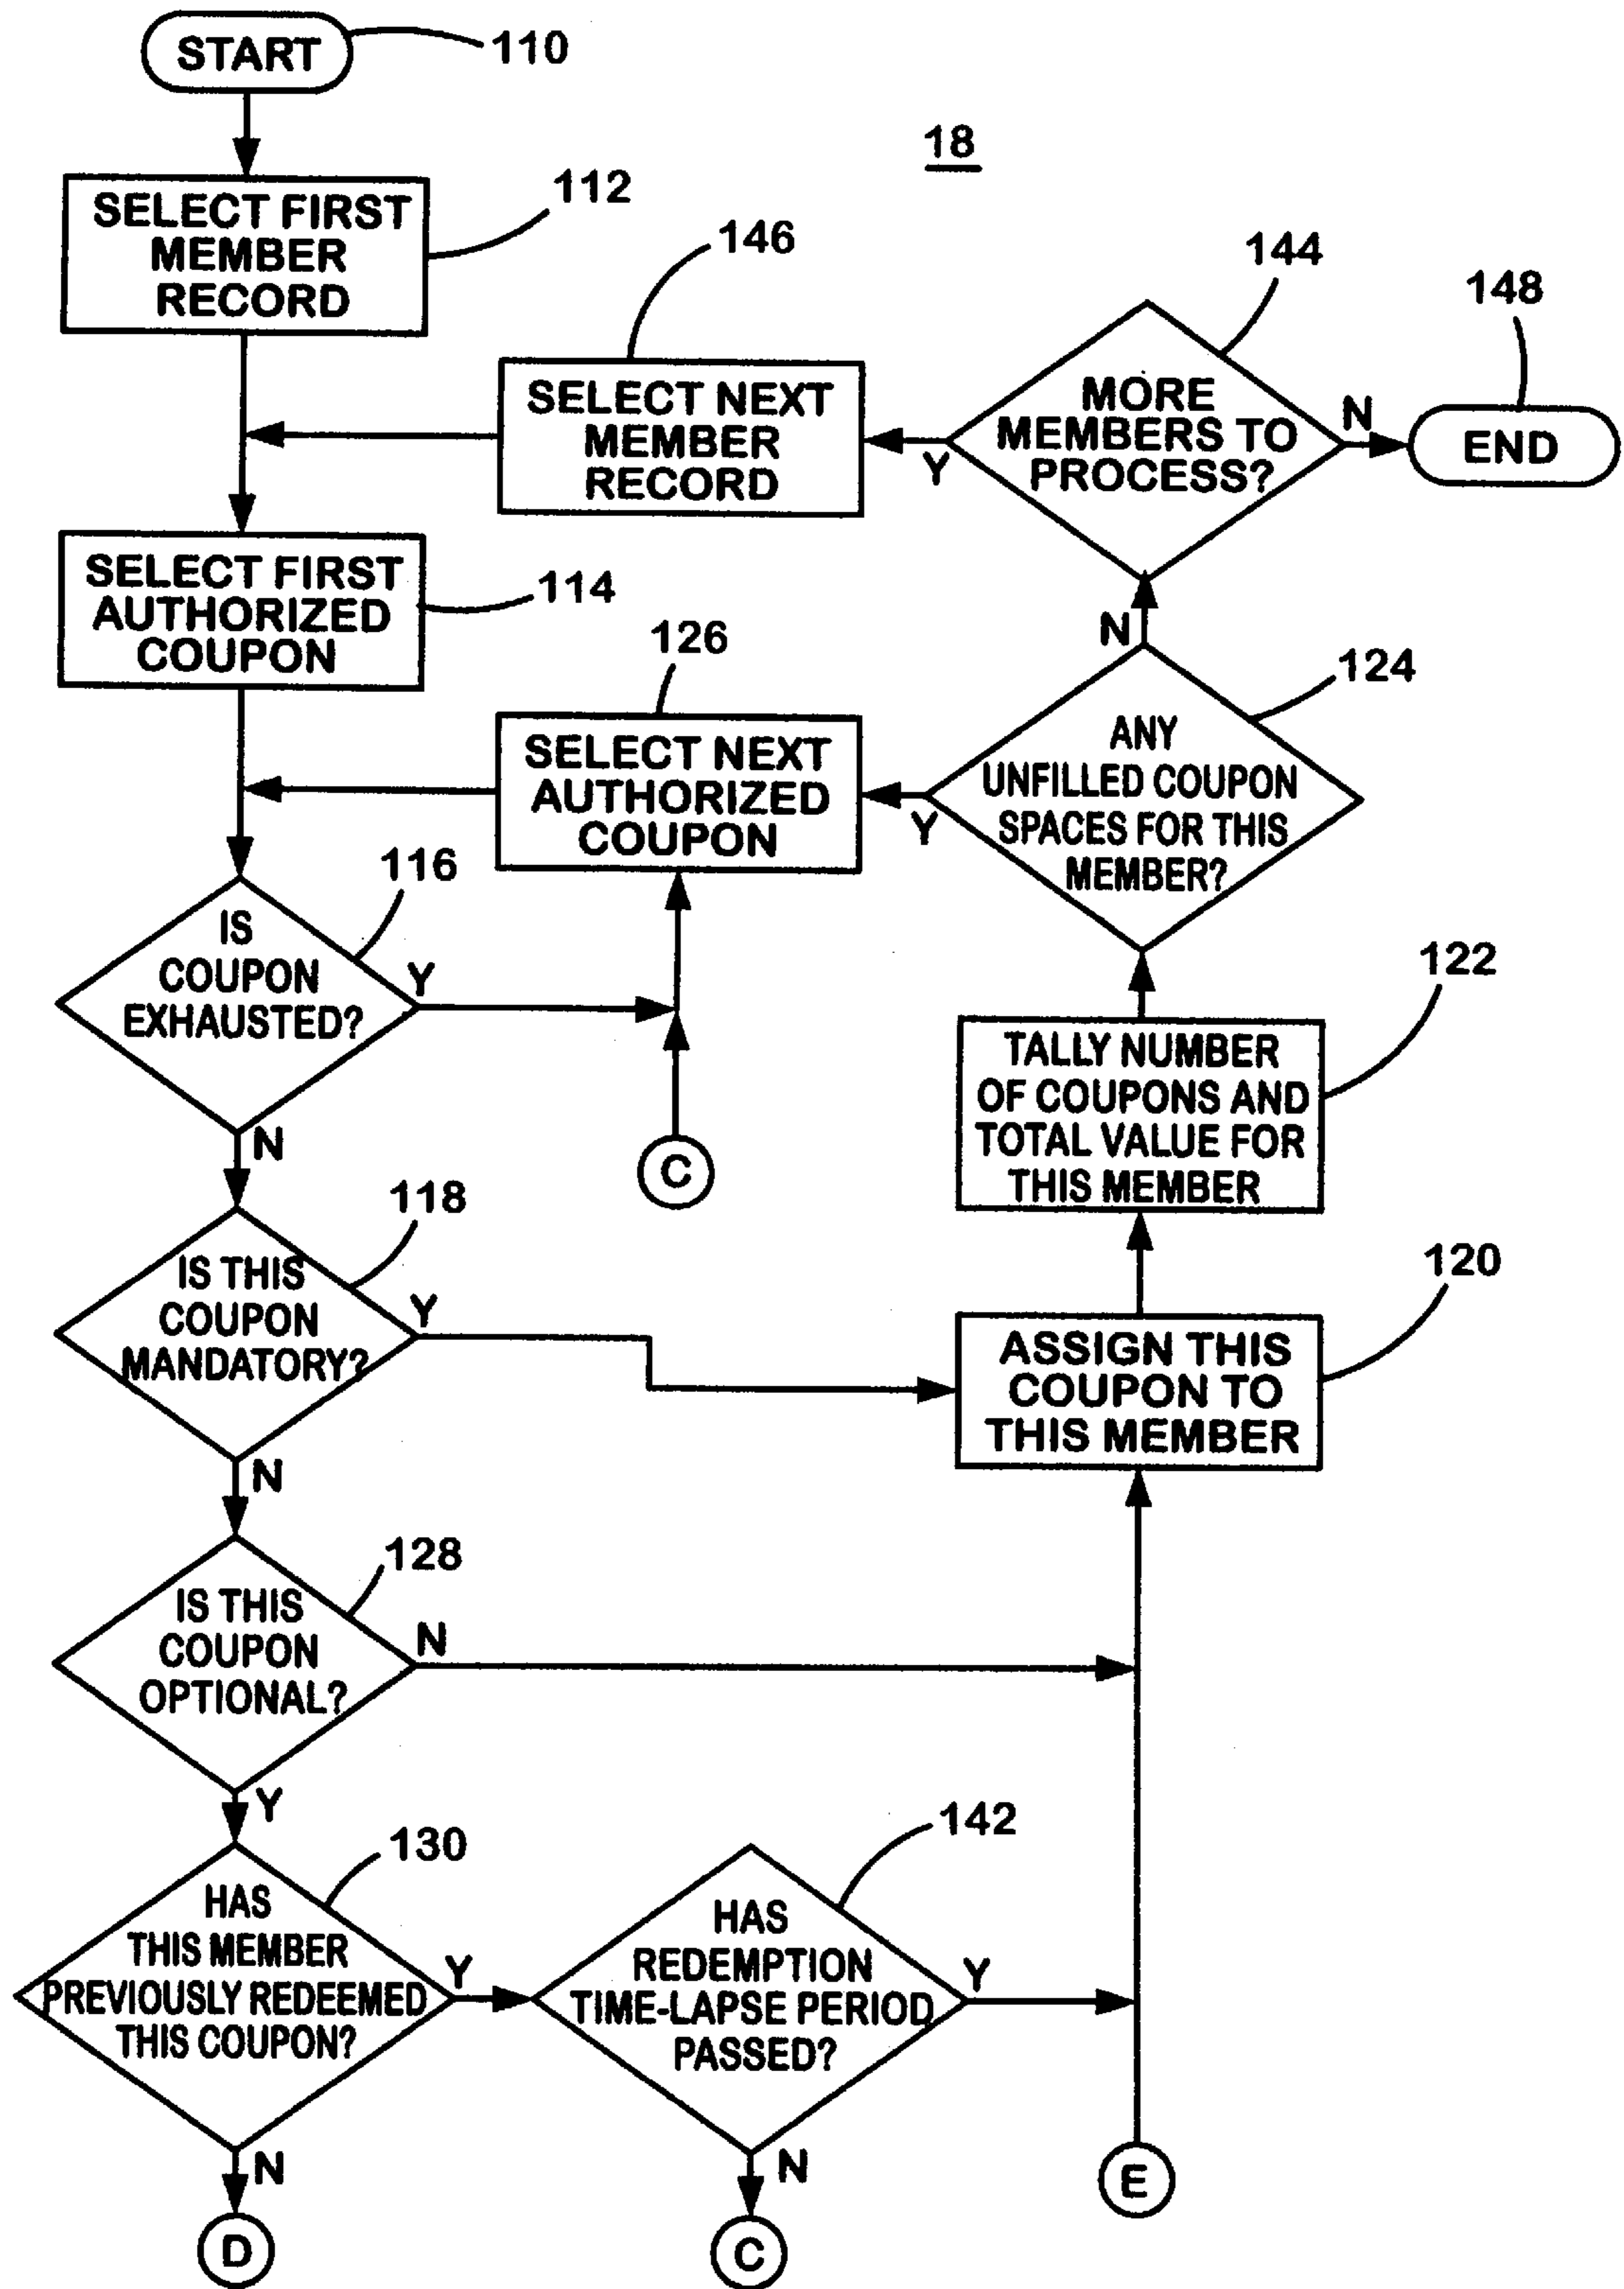 START
110
18
SELECT FIRST
MEMBER
RECORD
112
146
144
148
SELECT NEXT
MEMBER
RECORD
MORE
MEMBERS TO
PROCESS?
Y
N
END
SELECT FIRST
AUTHORIZED
COUPON
114
126
N
124
SELECT NEXT
AUTHORIZED
COUPON
ANY
UNFILLED COUPON
SPACES FOR THIS
MEMBER?
Y
116
IS
COUPON
EXHAUSTED?
Y
N
C
122
TALLY NUMBER
OF COUPONS AND
TOTAL VALUE FOR
THIS MEMBER
118
IS THIS
COUPON
MANDATORY?
Y
N
120
ASSIGN THIS
COUPON TO
THIS MEMBER
128
IS THIS
COUPON
OPTIONAL?
N
Y
130
HAS
THIS MEMBER
PREVIOUSLY REDEEMED
THIS COUPON?
Y
N
142
HAS
REDEMPTION
TIME-LAPSE PERIOD
PASSED?
Y
N
D
C
E